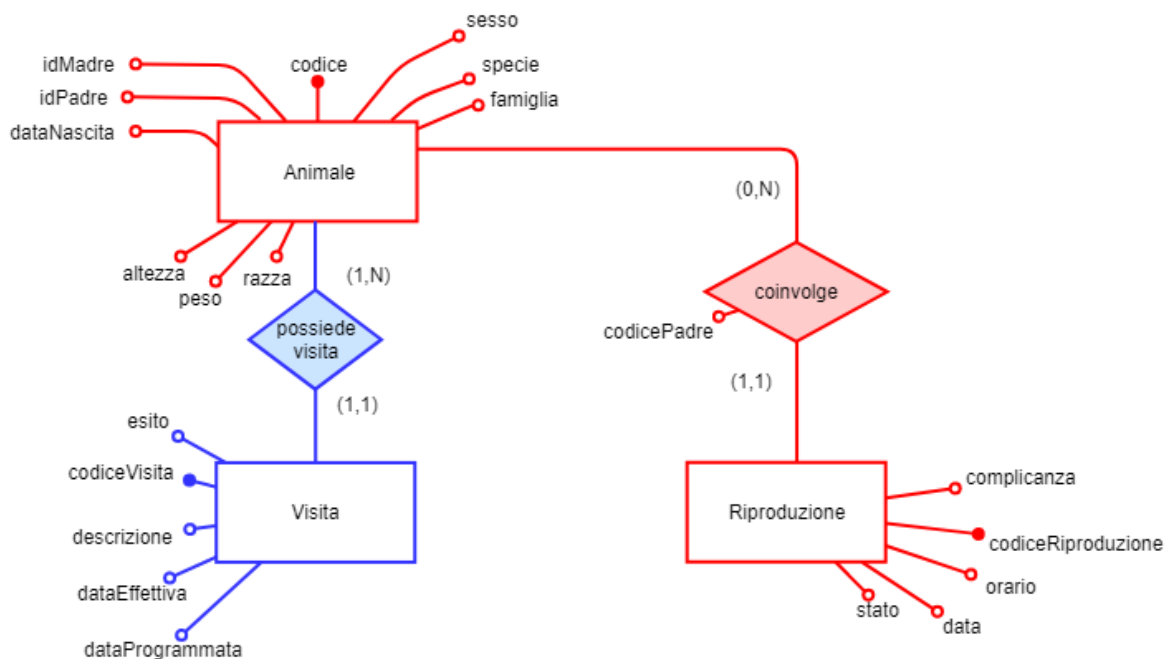 sesso
idMadre
codice
specie
idPadre
famiglia
dataNascita
Animale
(0,N)
altezza
peso
razza
(1,N)
coinvolge
codicePadre
possiede
visita
(1,1)
(1,1)
esito
codiceVisita
complicanza
Visita
Riproduzione
descrizione
codiceRiproduzione
dataEffettiva
orario
stato
data
dataProgrammata